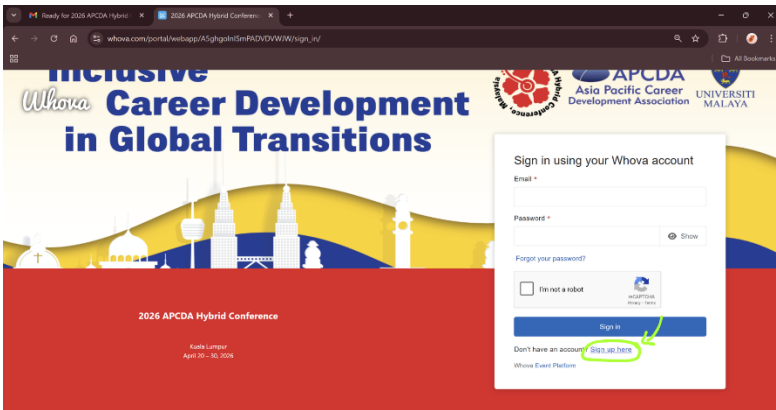 Ready for 2026 APCDA Hybrid
2026 APCDA Hybrid Conferenc
whova.com/portal/webapp/A5ghgoInISmPADVDVWJW/sign_in/
All Bookmarks
Inclusive
Whova
Career Development
in Global Transitions
APCDA
Asia Pacific Career
Development Association
UNIVERSITI
MALAYA
Sign in using your Whova account
Email *
Password *
Show
Forgot your password?
I'm not a robot
reCAPTCHA
Privacy - Terms
Sign in
Don't have an account? Sign up here
Whova Event Platform
2026 APCDA Hybrid Conference
Kuala Lumpur
April 20 – 30, 2026